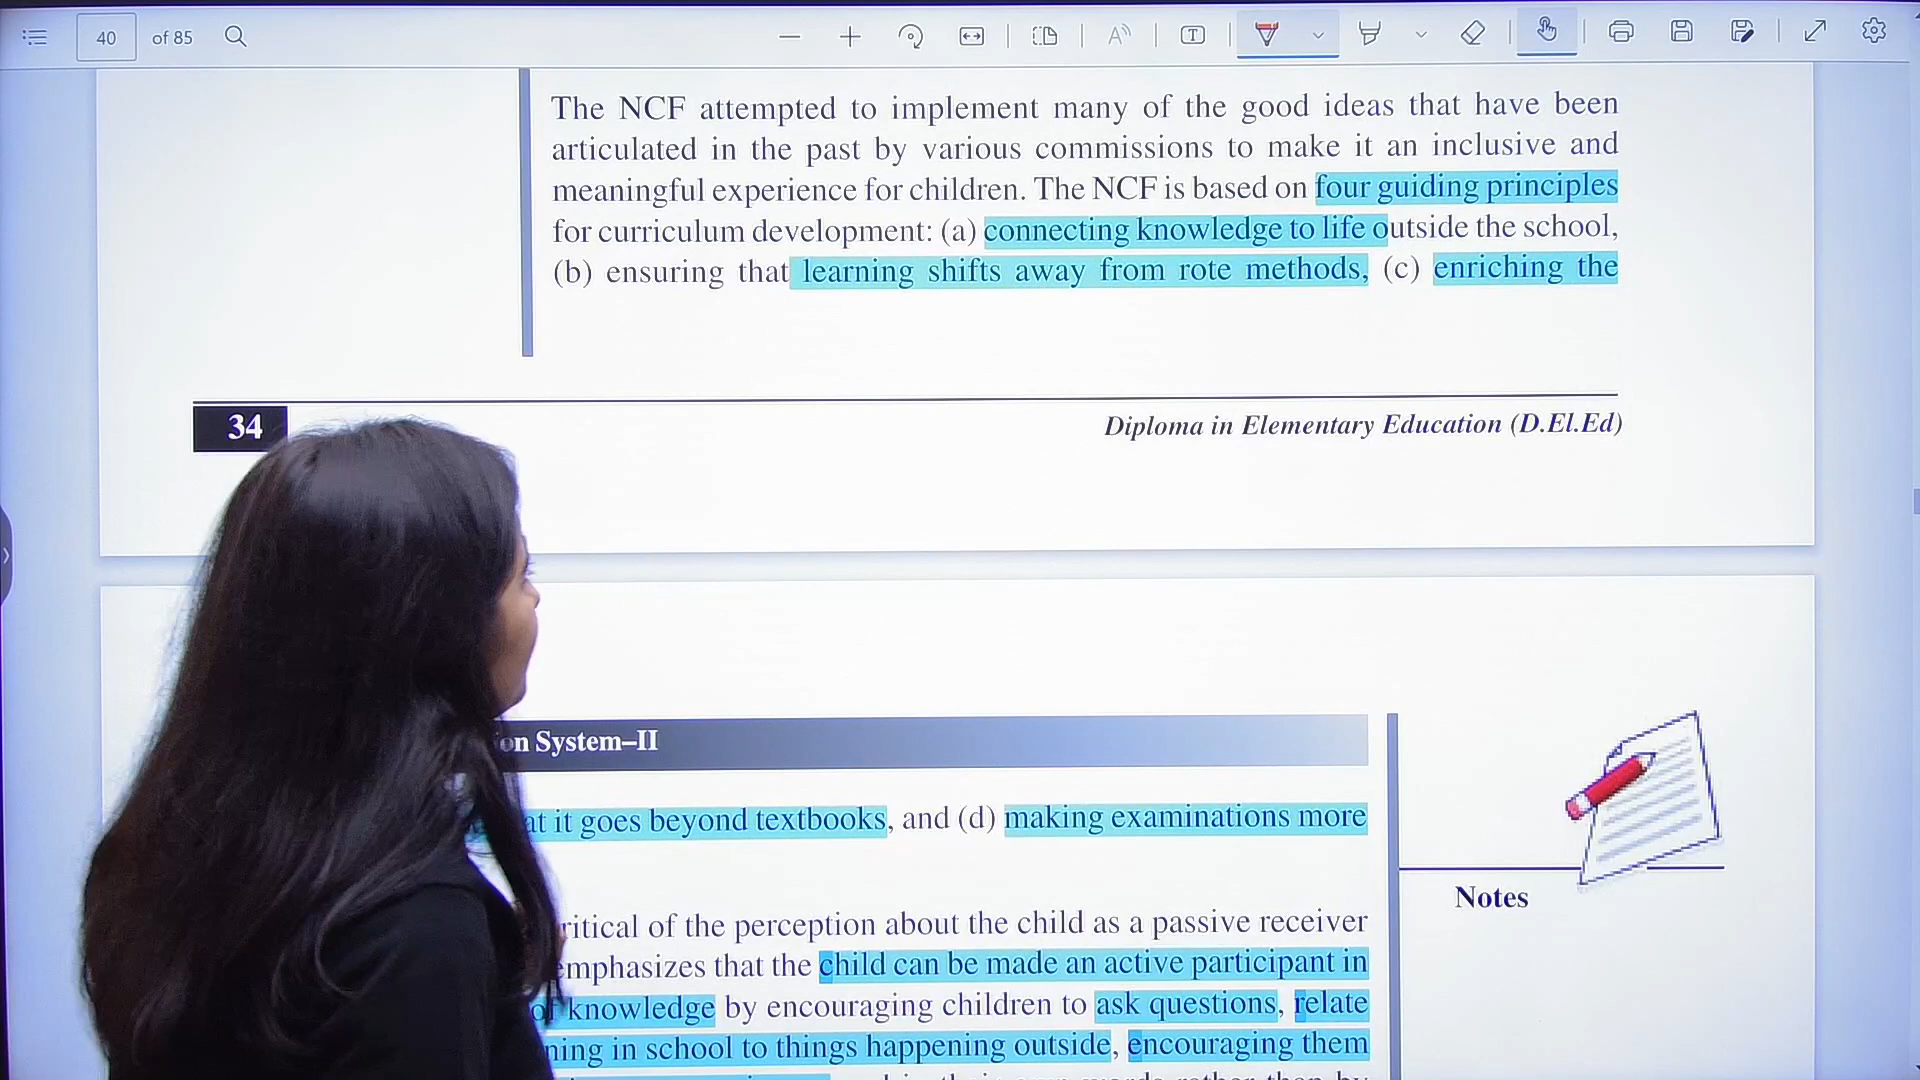 40 of 85
The NCF attempted to implement many of the good ideas that have been
articulated in the past by various commissions to make it an inclusive and
meaningful experience for children. The NCF is based on four guiding principles
for curriculum development: (a) connecting knowledge to life outside the school,
(b) ensuring that learning shifts away from rote methods, (c) enriching the
34
Diploma in Elementary Education (D.El.Ed)
System–II
it goes beyond textbooks, and (d) making examinations more
Notes
of the perception about the child as a passive receiver
emphasizes that the child can be made an active participant in
of knowledge by encouraging children to ask questions, relate
in school to things happening outside, encouraging them